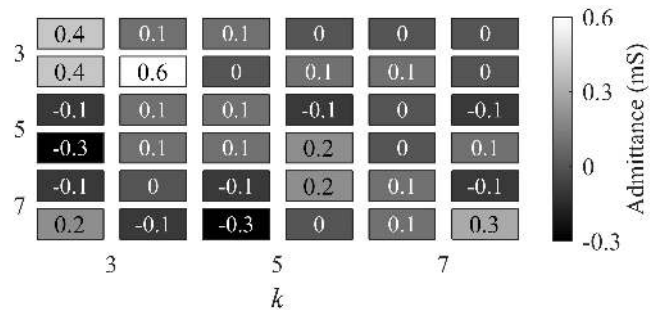 0.4 0.1 0.1 0 0 0 0.6
3
0.4 0.6 0 0.1 0.1 0
-0.1 0.1 0.1 -0.1 0 -0.1 0.3
5
-0.3 0.1 0.1 0.2 0 0.1 0
-0.1 0 -0.1 0.2 0.1 -0.1
7
0.2 -0.1 -0.3 0 0.1 0.3 -0.3
3 5 7
k
Admittance (mS)